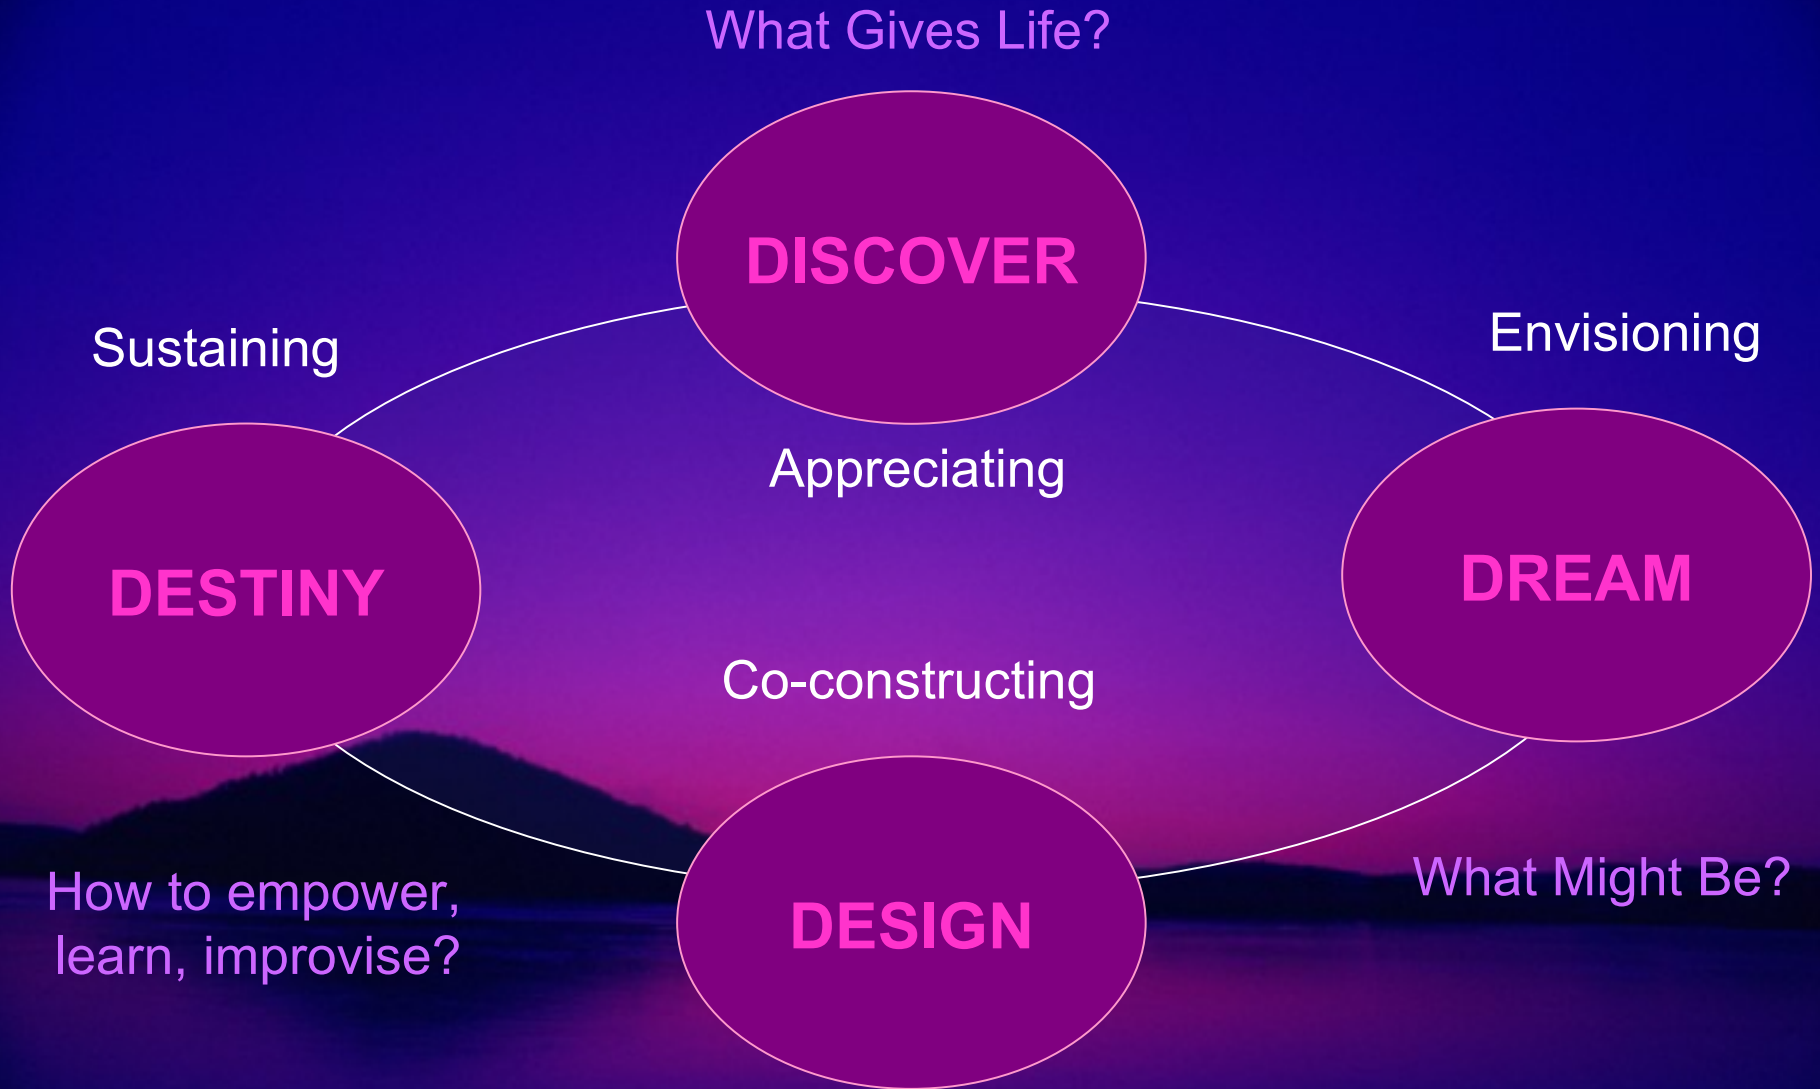 What Gives Life?
DISCOVER
Sustaining
Envisioning
Appreciating
DESTINY
DREAM
Co-constructing
How to empower,
learn, improvise?
DESIGN
What Might Be?